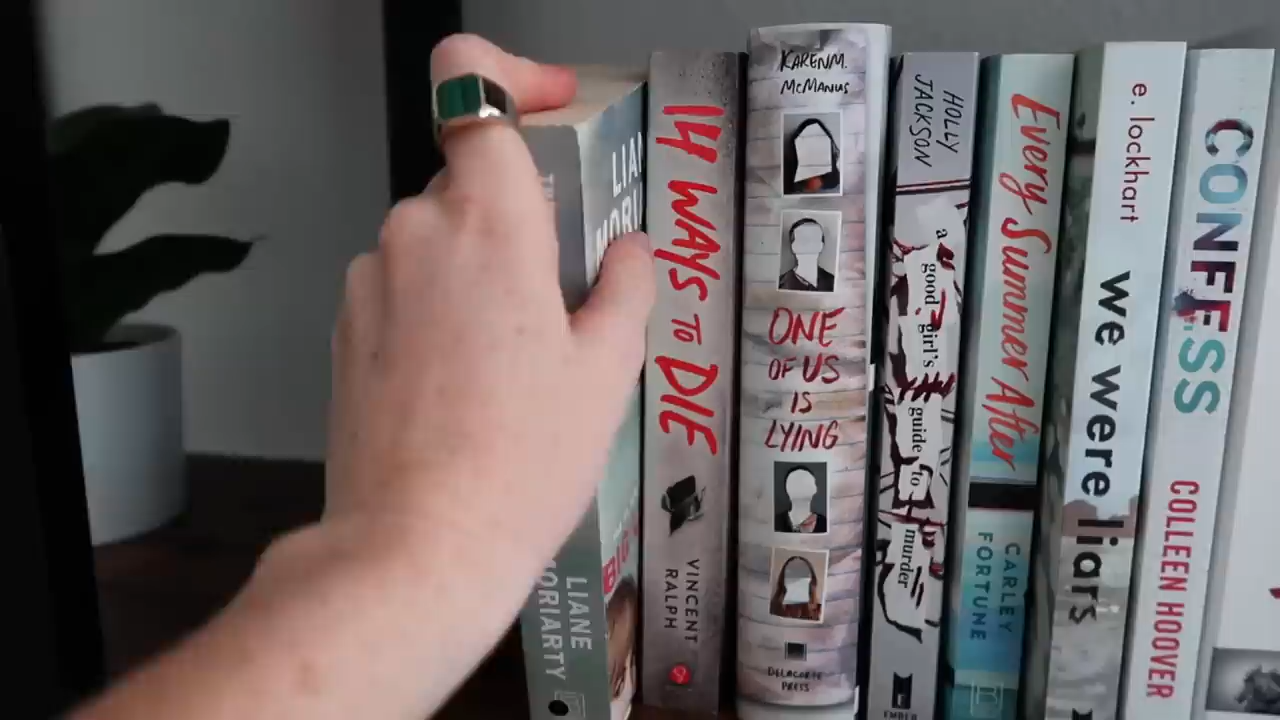 LIANE
MORIARTY
14 WAYS TO DIE
VINCENT
RALPH
KAREN M.
McMANUS
ONE
OF US
IS
LYING
DELACORTE
PRESS
HOLLY
JACKSON
a good girl's guide to murder
EMBER
Every Summer After
CARLEY
FORTUNE
e. lockhart
we were liars
CONFESS
COLLEEN HOOVER